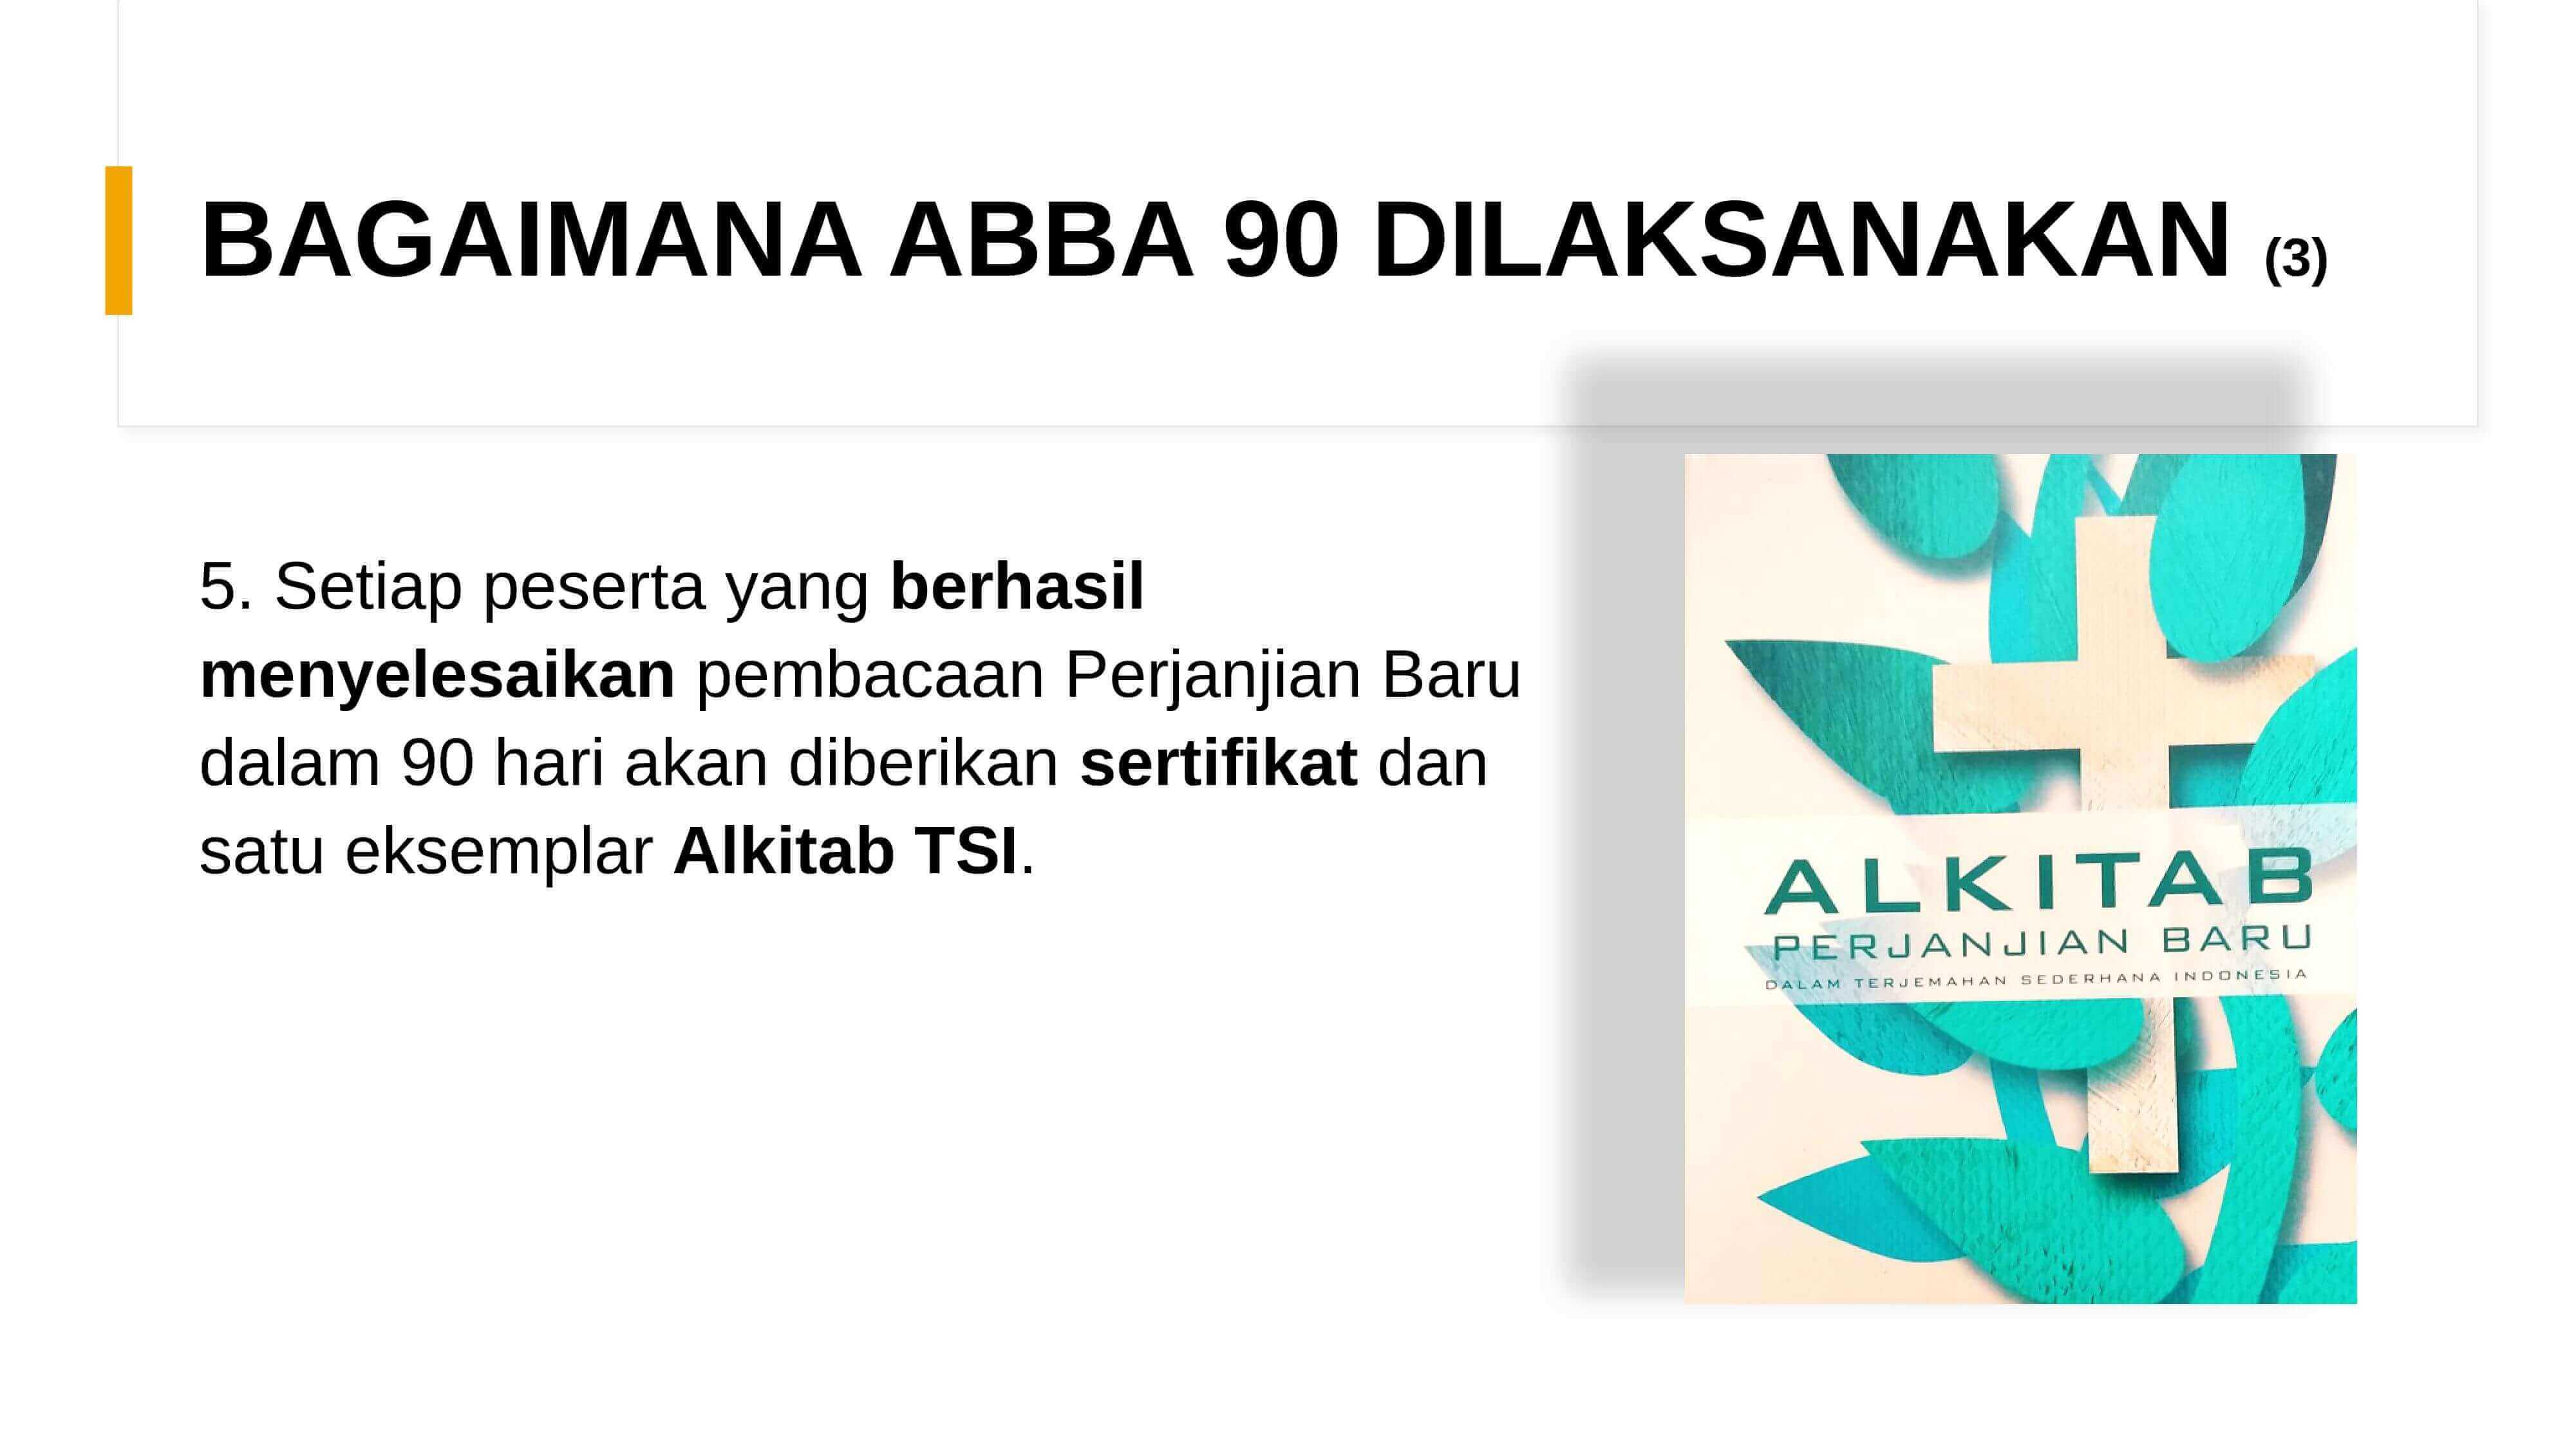 BAGAIMANA ABBA 90 DILAKSANAKAN (3)
5. Setiap peserta yang berhasil
menyelesaikan pembacaan Perjanjian Baru
dalam 90 hari akan diberikan sertifikat dan
satu eksemplar Alkitab TSI.
ALKITAB
PERJANJIAN BARU
DALAM TERJEMAHAN SEDERHANA INDONESIA